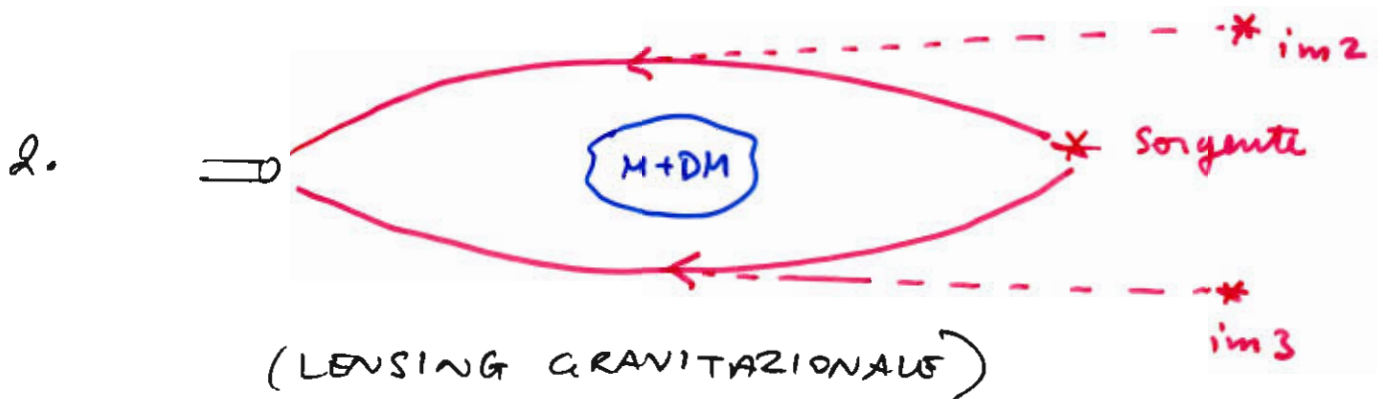 im2
2.
M+DM
Sorgente
im3
(LENSING GRAVITAZIONALE)